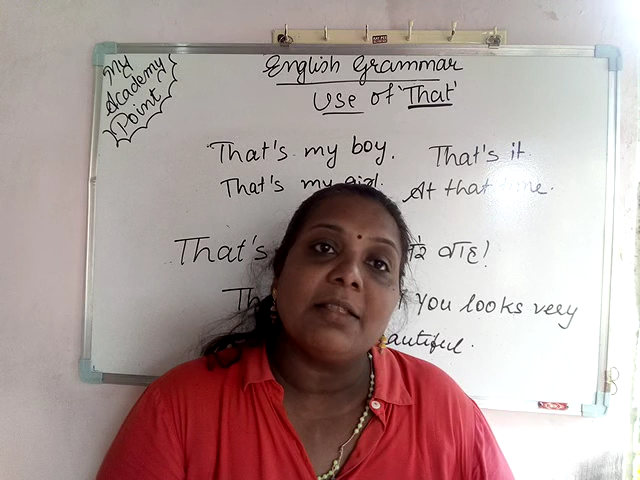 My
Academy
Point
English Grammar
Use of 'That'
That's my boy. That's it.
That's my girl. At that time.
That's वाह!
you looks very